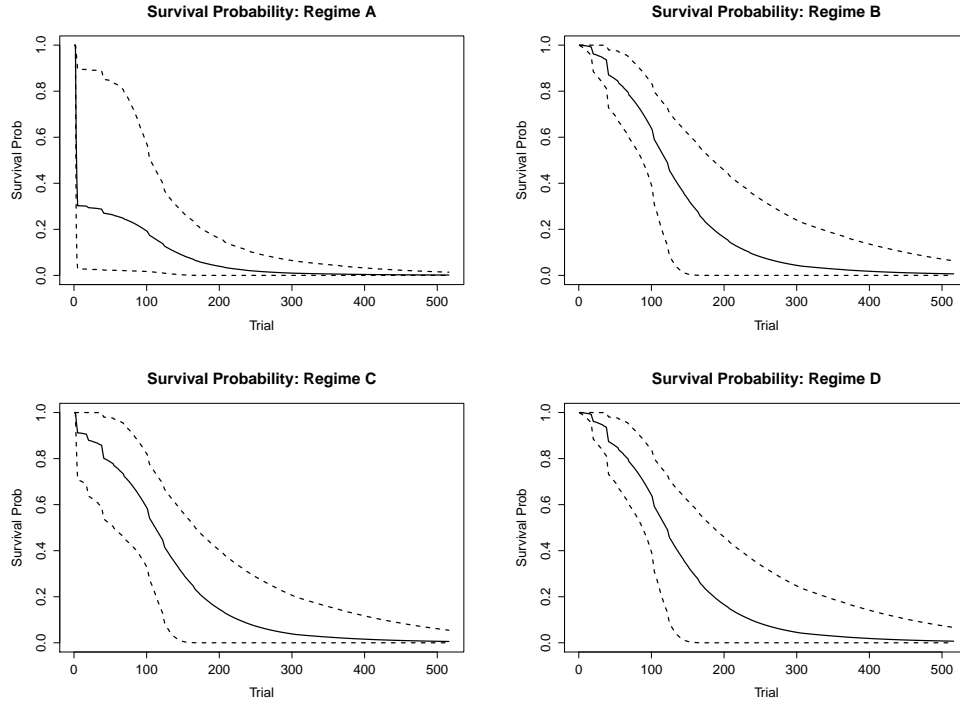 Survival Probability: Regime A
Survival Prob
0.0 0.2 0.4 0.6 0.8 1.0
0 100 200 300 400 500
Trial
Survival Probability: Regime B
Survival Prob
0.0 0.2 0.4 0.6 0.8 1.0
0 100 200 300 400 500
Trial
Survival Probability: Regime C
Survival Prob
0.0 0.2 0.4 0.6 0.8 1.0
0 100 200 300 400 500
Trial
Survival Probability: Regime D
Survival Prob
0.0 0.2 0.4 0.6 0.8 1.0
0 100 200 300 400 500
Trial